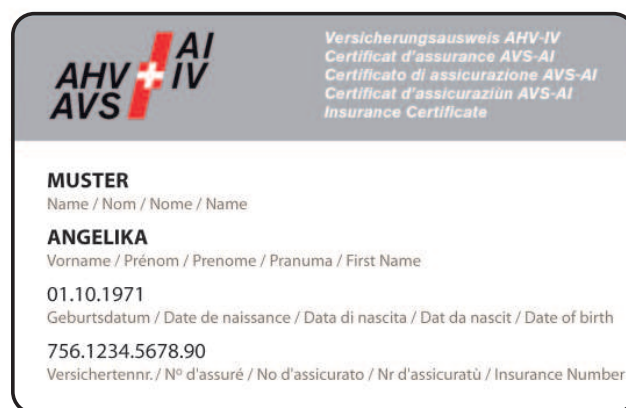 AHV AI
AVS IV
Versicherungsausweis AHV-IV
Certificat d'assurance AVS-AI
Certificato di assicurazione AVS-AI
Certificat d'assicuraziùn AVS-AI
Insurance Certificate
MUSTER
Name / Nom / Nome / Name
ANGELIKA
Vorname / Prénom / Prenome / Pranuma / First Name
01.10.1971
Geburtsdatum / Date de naissance / Data di nascita / Dat da nascit / Date of birth
756.1234.5678.90
Versichertennr. / Nº d'assuré / No d'assicurato / Nr d'assicuratù / Insurance Number